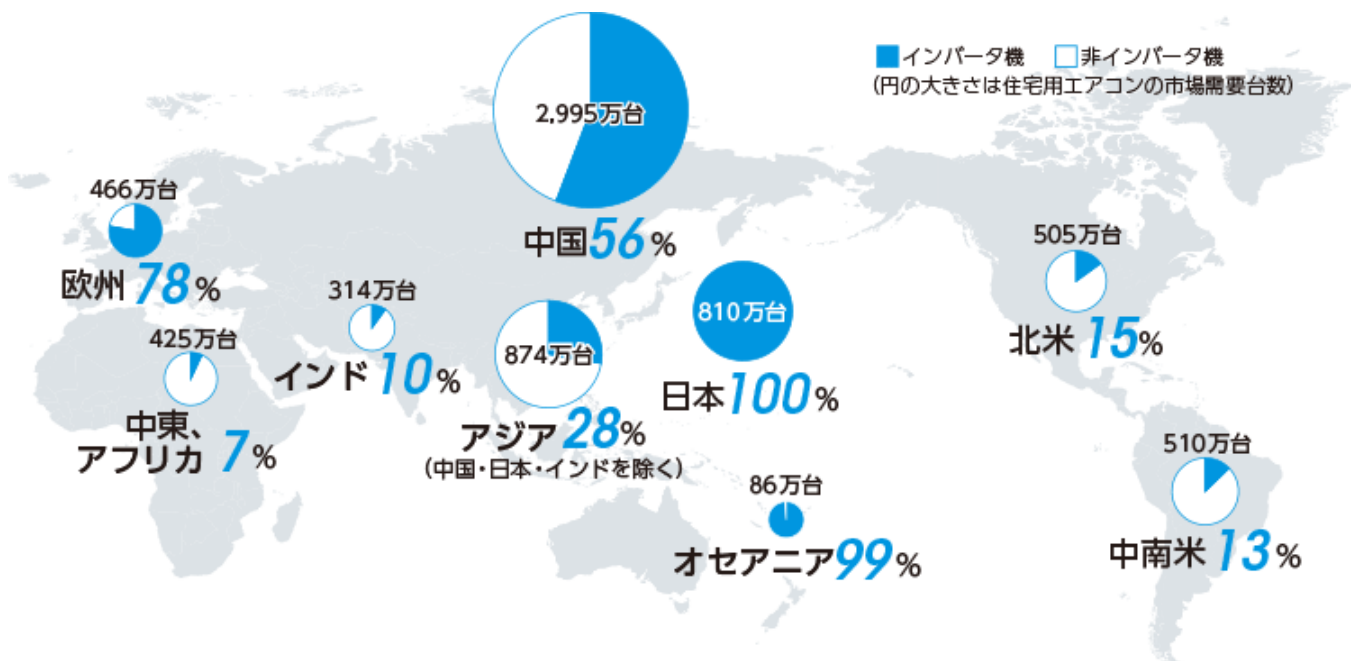 ■インバータ機 □非インバータ機
(円の大きさは住宅用エアコンの市場需要台数)
2,995万台
中国56%
466万台
欧州78%
425万台
中東、
アフリカ 7%
314万台
インド10%
874万台
アジア28%
(中国・日本・インドを除く)
810万台
日本100%
86万台
オセアニア99%
505万台
北米15%
510万台
中南米13%